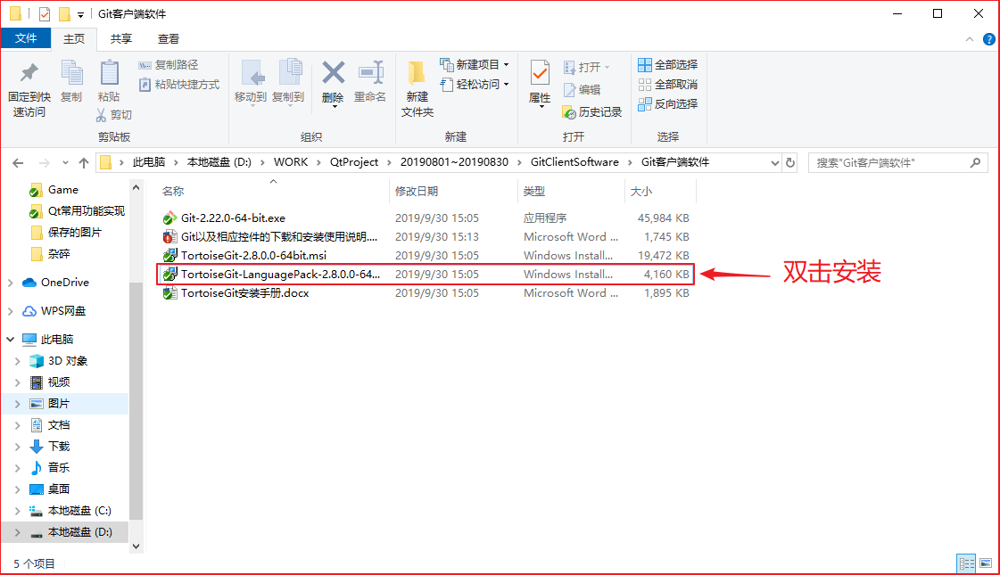 Git客户端软件
文件 主页 共享 查看
固定到快速访问
复制
粘贴
复制路径
粘贴快捷方式
剪切
剪贴板
移动到
复制到
删除
重命名
组织
新建文件夹
新建项目
轻松访问
新建
属性
打开
编辑
历史记录
打开
全部选择
全部取消
反向选择
选择
此电脑 本地磁盘 (D:) WORK QtProject 20190801~20190830 GitClientSoftware Git客户端软件
搜索"Git客户端软件"
Game
Qt常用功能实现
保存的图片
杂碎
OneDrive
WPS网盘
此电脑
3D 对象
视频
图片
文档
下载
音乐
桌面
本地磁盘 (C:)
本地磁盘 (D:)
名称 修改日期 类型 大小
Git-2.22.0-64-bit.exe 2019/9/30 15:05 应用程序 45,984 KB
Git以及相应控件的下载和安装使用说明.... 2019/9/30 15:13 Microsoft Word ... 1,745 KB
TortoiseGit-2.8.0.0-64bit.msi 2019/9/30 15:05 Windows Install... 19,472 KB
TortoiseGit-LanguagePack-2.8.0.0-64... 2019/9/30 15:05 Windows Install... 4,160 KB
TortoiseGit安装手册.docx 2019/9/30 15:05 Microsoft Word ... 1,895 KB
双击安装
5 个项目